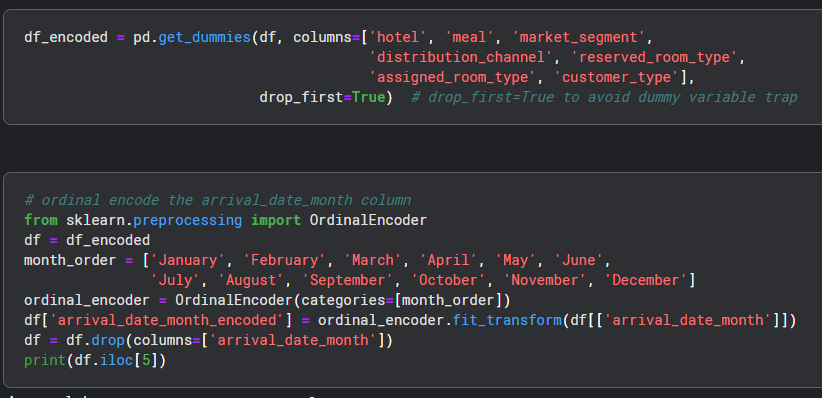 df_encoded = pd.get_dummies(df, columns=['hotel', 'meal', 'market_segment',
'distribution_channel', 'reserved_room_type',
'assigned_room_type', 'customer_type'],
drop_first=True)  # drop_first=True to avoid dummy variable trap
# ordinal encode the arrival_date_month column
from sklearn.preprocessing import OrdinalEncoder
df = df_encoded
month_order = ['January', 'February', 'March', 'April', 'May', 'June',
'July', 'August', 'September', 'October', 'November', 'December']
ordinal_encoder = OrdinalEncoder(categories=[month_order])
df['arrival_date_month_encoded'] = ordinal_encoder.fit_transform(df[['arrival_date_month']])
df = df.drop(columns=['arrival_date_month'])
print(df.iloc[5])